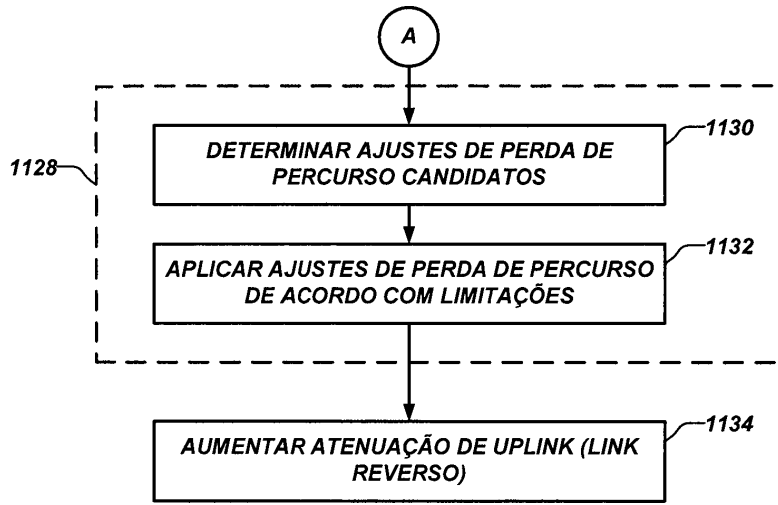 A
1130
DETERMINAR AJUSTES DE PERDA DE
PERCURSO CANDIDATOS
1128
1132
APLICAR AJUSTES DE PERDA DE PERCURSO
DE ACORDO COM LIMITAÇÕES
1134
AUMENTAR ATENUAÇÃO DE UPLINK (LINK
REVERSO)